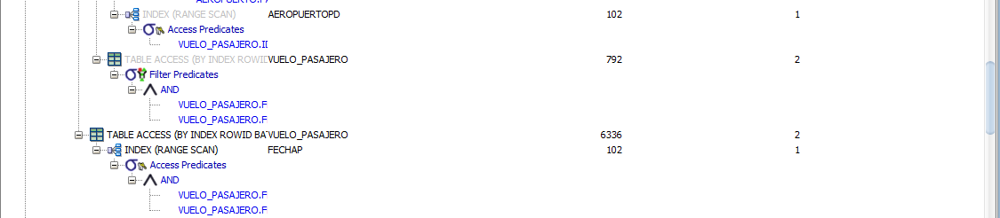 AEROPUERTO.F
INDEX (RANGE SCAN) AEROPUERTOPD 102 1
Access Predicates
VUELO_PASAJERO.II
TABLE ACCESS (BY INDEX ROWID VUELO_PASAJERO 792 2
Filter Predicates
AND
VUELO_PASAJERO.F
VUELO_PASAJERO.F
TABLE ACCESS (BY INDEX ROWID BA VUELO_PASAJERO 6336 2
INDEX (RANGE SCAN) FECHAP 102 1
Access Predicates
AND
VUELO_PASAJERO.F
VUELO_PASAJERO.F